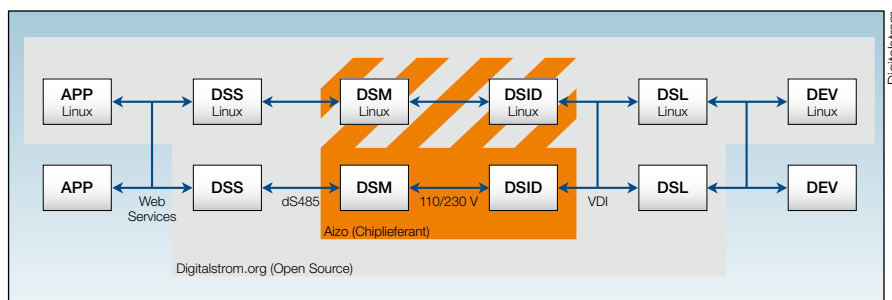 APP
Linux
DSS
Linux
DSM
Linux
DSID
Linux
DSL
Linux
DEV
Linux
APP
DSS
DSM
DSID
DSL
DEV
Web
Services
dS485
110/230 V
VDI
Aizo (Chiplieferant)
Digitalstrom.org (Open Source)
Digitalstrom